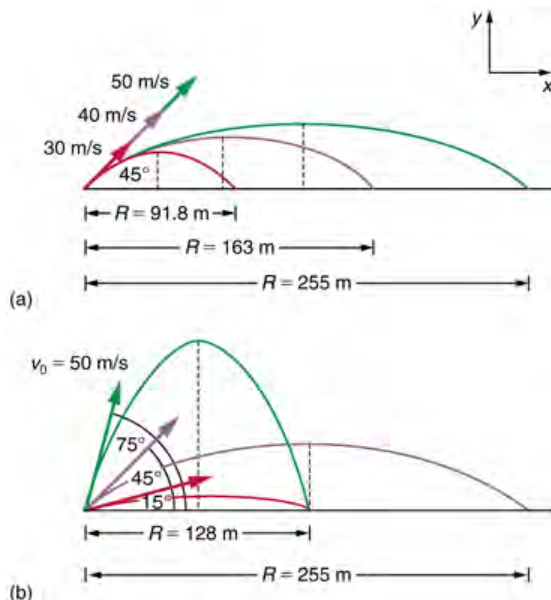 y
x
50 m/s
40 m/s
30 m/s
45°
R = 91.8 m
R = 163 m
R = 255 m
(a)
v₀ = 50 m/s
75°
45°
15°
R = 128 m
R = 255 m
(b)